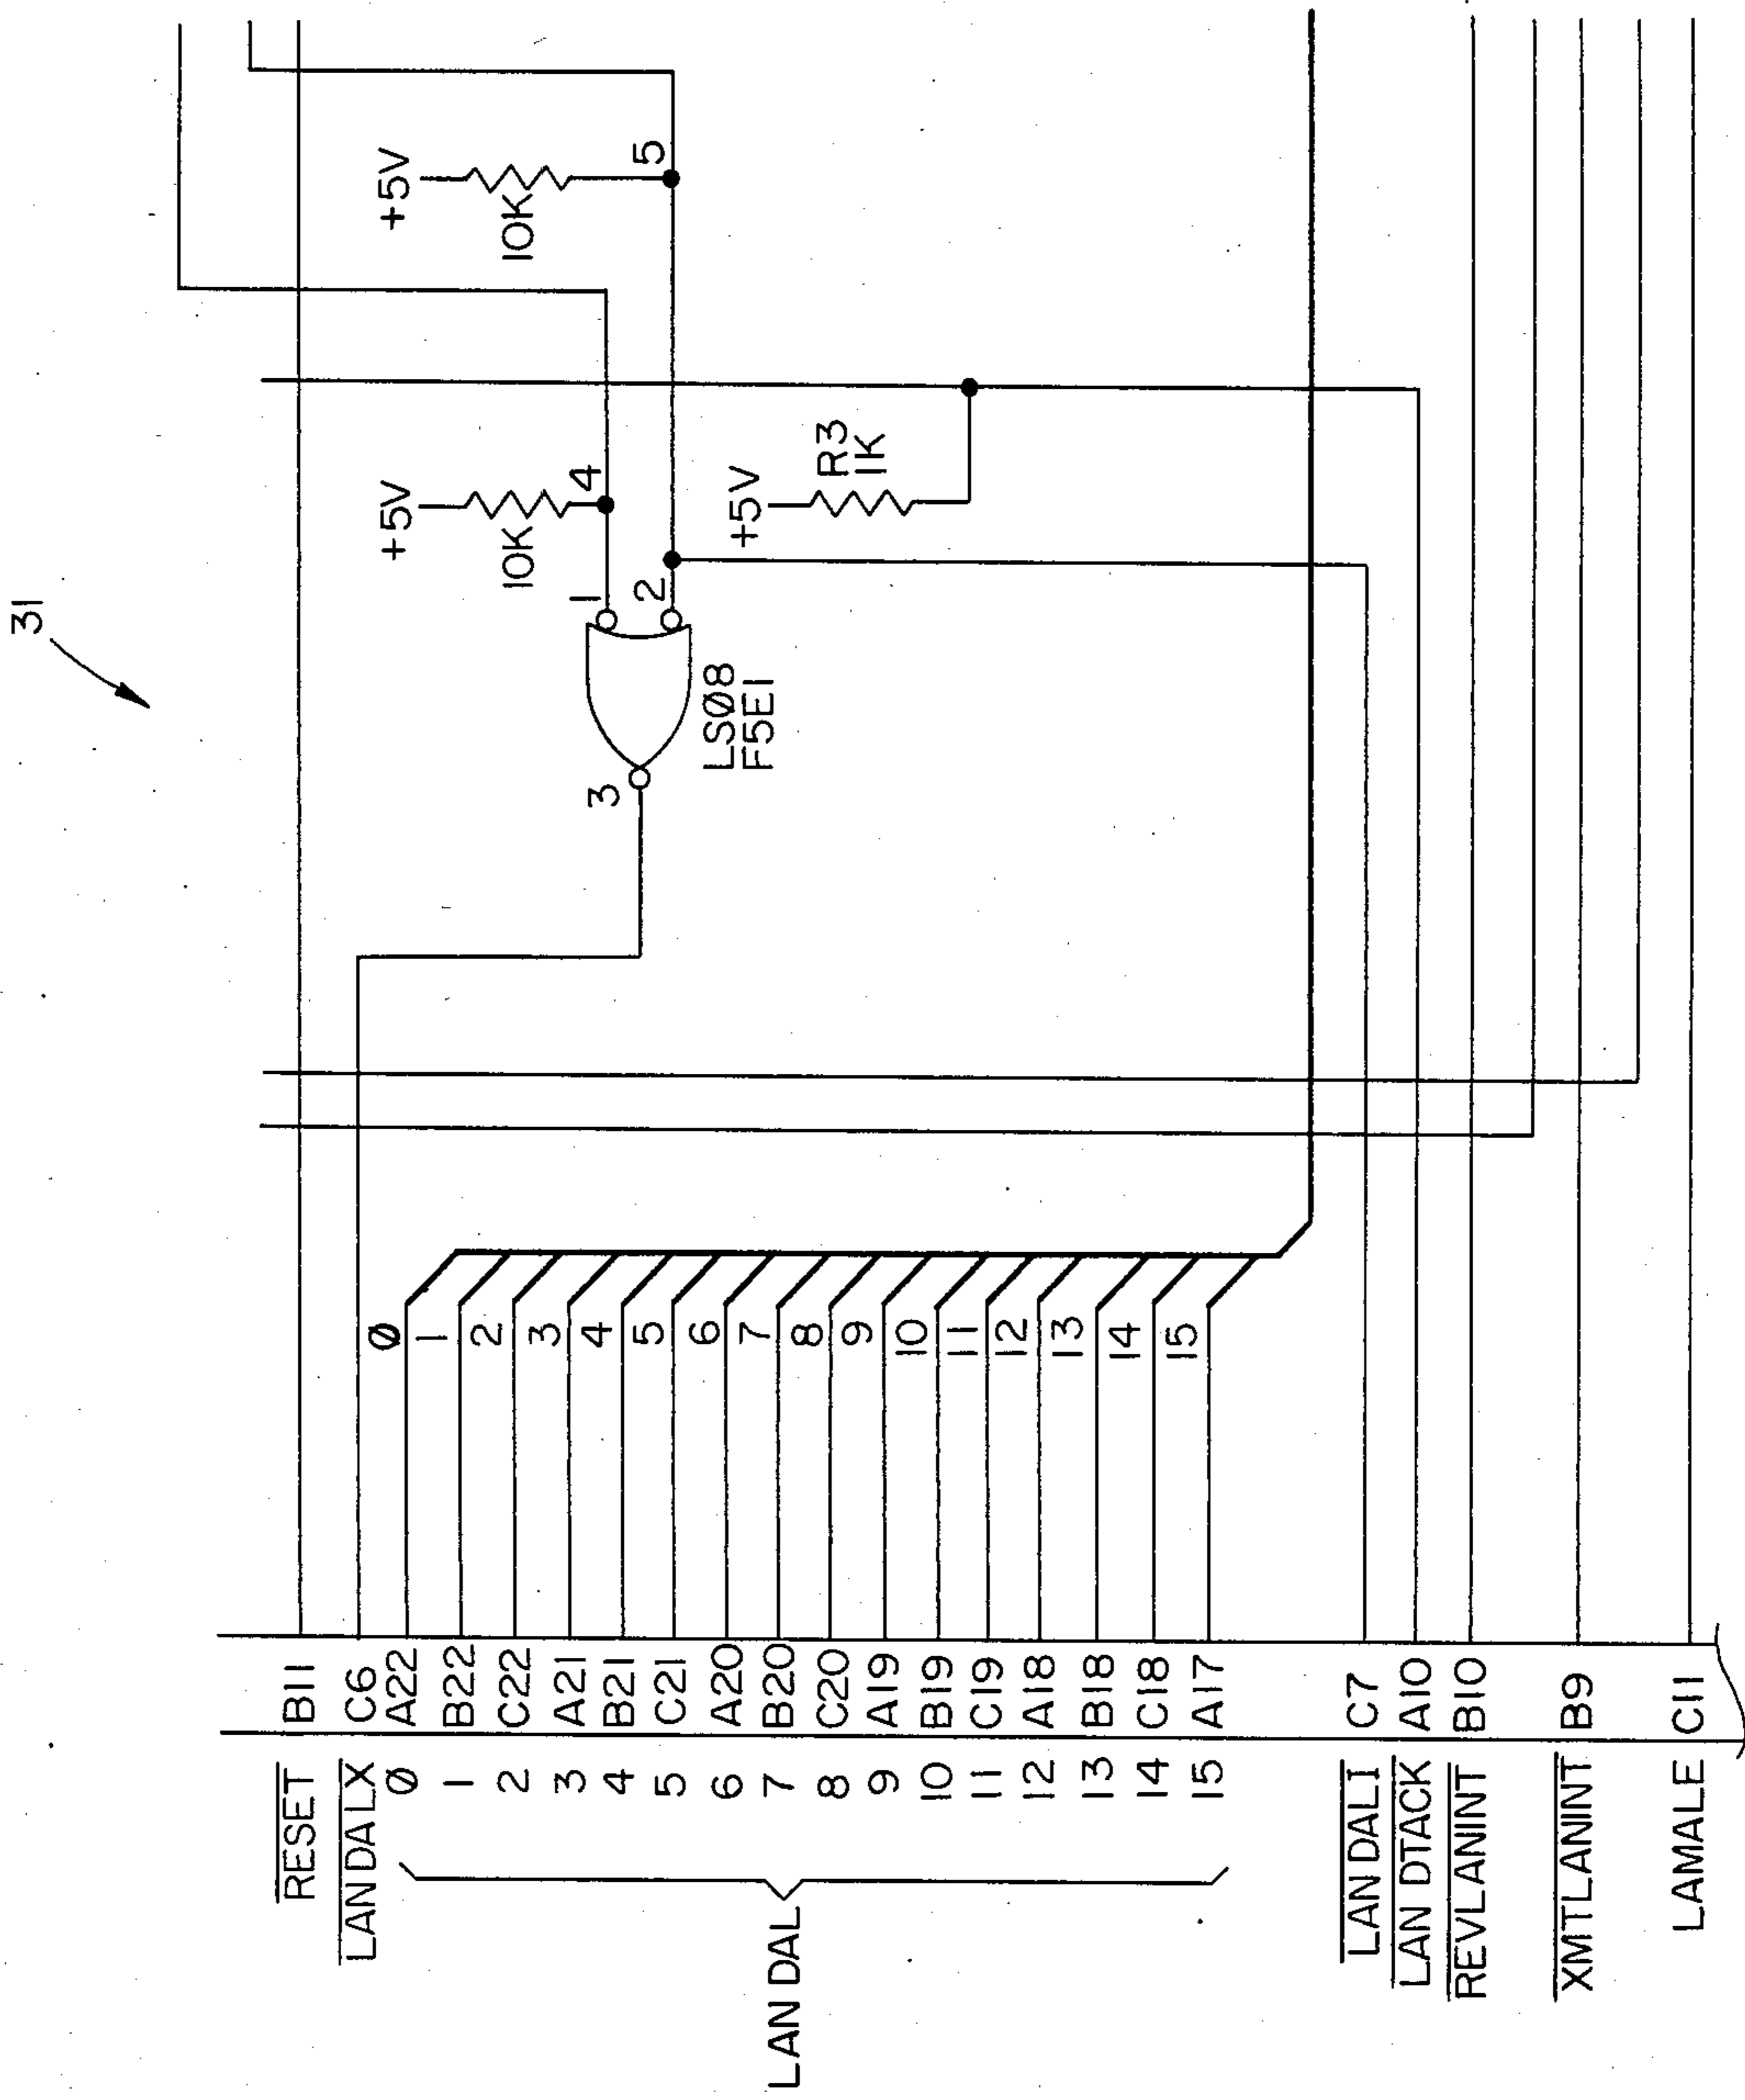 31
RESET B11
LAN DALX C6
LAN DAL
0 A22 0
1 B22 1
2 C22 2
3 A21 3
4 B21 4
5 C21 5
6 A20 6
7 B20 7
8 C20 8
9 A19 9
10 B19 10
11 C19 11
12 A18 12
13 B18 13
14 C18 14
15 A17 15
LAN DALI C7
LAN DTACK A10
REVLANINT B10
XMTLANINT B9
LAMALE C11
3
1
2
LSØ8
F5E1
+5V
10K
4
+5V
10K
5
+5V
R3
1K